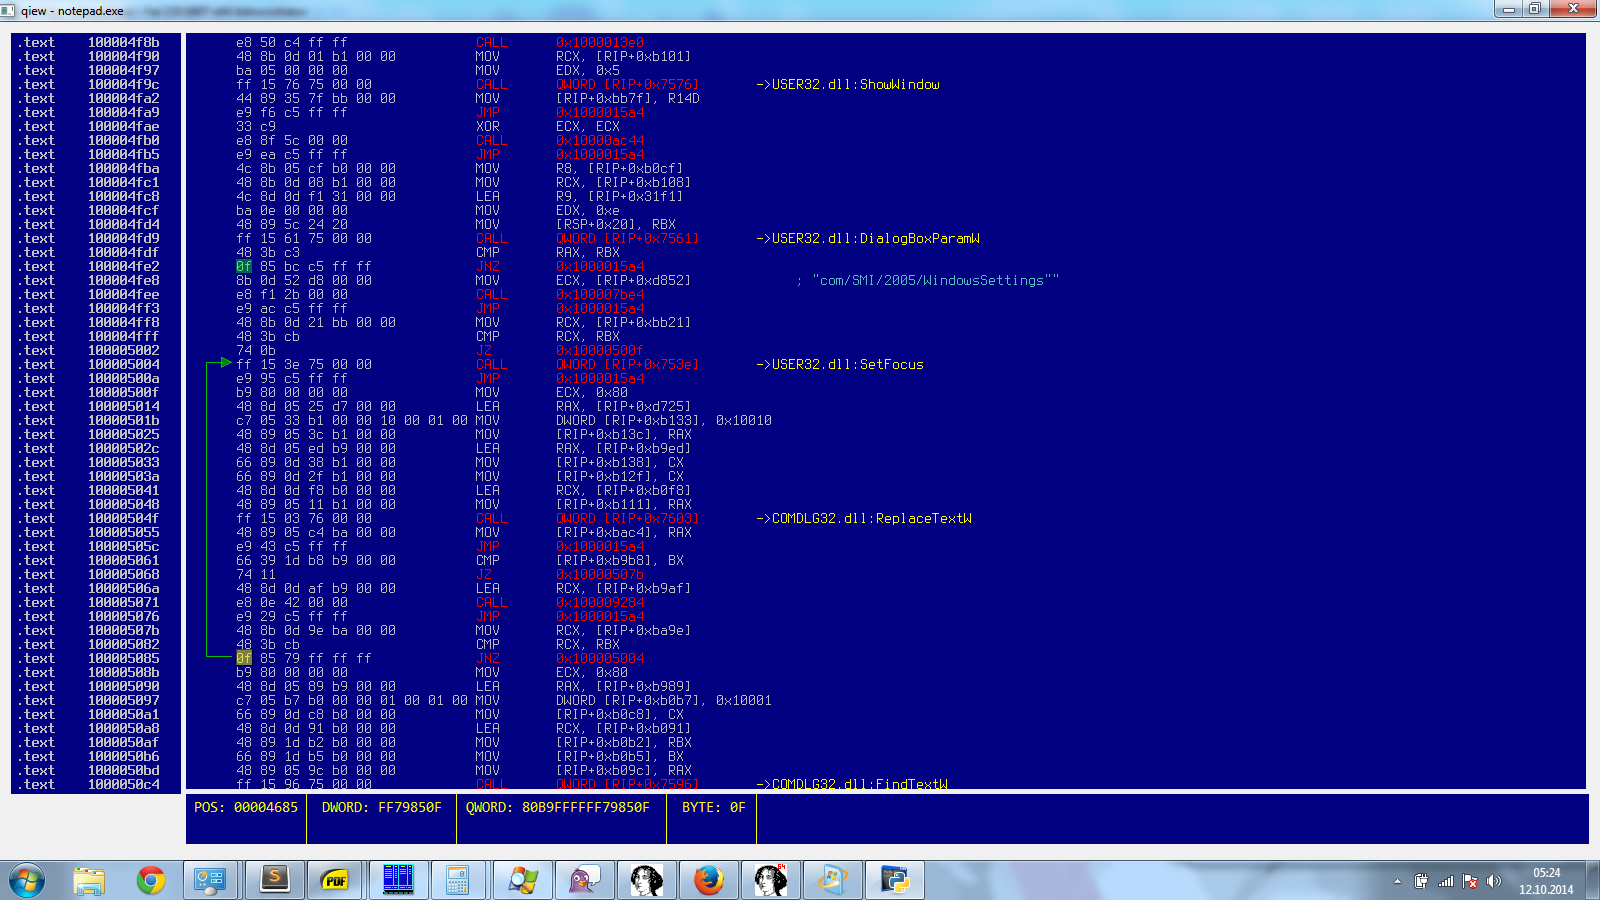 qiew - notepad.exe
.text 100004f8b e8 50 c4 ff ff CALL 0x1000013e0
.text 100004f90 48 8b 0d 01 b1 00 00 MOV RCX, [RIP+0xb101]
.text 100004f97 ba 05 00 00 00 MOV EDX, 0x5
.text 100004f9c ff 15 76 75 00 00 CALL QWORD [RIP+0x7576] ->USER32.dll:ShowWindow
.text 100004fa2 44 89 35 7f bb 00 00 MOV [RIP+0xbb7f], R14D
.text 100004fa9 e9 f6 c5 ff ff JMP 0x1000015a4
.text 100004fae 33 c9 XOR ECX, ECX
.text 100004fb0 e8 8f 5c 00 00 CALL 0x10000ac44
.text 100004fb5 e9 ea c5 ff ff JMP 0x1000015a4
.text 100004fba 4c 8b 05 cf b0 00 00 MOV R8, [RIP+0xb0cf]
.text 100004fc1 48 8b 0d 08 b1 00 00 MOV RCX, [RIP+0xb108]
.text 100004fc8 4c 8d 0d f1 31 00 00 LEA R9, [RIP+0x31f1]
.text 100004fcf ba 0e 00 00 00 MOV EDX, 0xe
.text 100004fd4 48 89 5c 24 20 MOV [RSP+0x20], RBX
.text 100004fd9 ff 15 61 75 00 00 CALL QWORD [RIP+0x7561] ->USER32.dll:DialogBoxParamW
.text 100004fdf 48 3b c3 CMP RAX, RBX
.text 100004fe2 0f 85 bc c5 ff ff JNZ 0x1000015a4
.text 100004fe8 8b 0d 52 d8 00 00 MOV ECX, [RIP+0xd852] ; "com/SMI/2005/WindowsSettings""
.text 100004fee e8 f1 2b 00 00 CALL 0x100007be4
.text 100004ff3 e9 ac c5 ff ff JMP 0x1000015a4
.text 100004ff8 48 8b 0d 21 bb 00 00 MOV RCX, [RIP+0xbb21]
.text 100004fff 48 3b cb CMP RCX, RBX
.text 100005002 74 0b JZ 0x10000500f
.text 100005004 ff 15 3e 75 00 00 CALL QWORD [RIP+0x753e] ->USER32.dll:SetFocus
.text 10000500a e9 95 c5 ff ff JMP 0x1000015a4
.text 10000500f b9 80 00 00 00 MOV ECX, 0x80
.text 100005014 48 8d 05 25 d7 00 00 LEA RAX, [RIP+0xd725]
.text 10000501b c7 05 33 b1 00 00 10 00 01 00 MOV DWORD [RIP+0xb133], 0x10010
.text 100005025 48 89 05 3c b1 00 00 MOV [RIP+0xb13c], RAX
.text 10000502c 48 8d 05 ed b9 00 00 LEA RAX, [RIP+0xb9ed]
.text 100005033 66 89 0d 38 b1 00 00 MOV [RIP+0xb138], CX
.text 10000503a 66 89 0d 2f b1 00 00 MOV [RIP+0xb12f], CX
.text 100005041 48 8d 0d f8 b0 00 00 LEA RCX, [RIP+0xb0f8]
.text 100005048 48 89 05 11 b1 00 00 MOV [RIP+0xb111], RAX
.text 10000504f ff 15 03 76 00 00 CALL QWORD [RIP+0x7603] ->COMDLG32.dll:ReplaceTextW
.text 100005055 48 89 05 c4 ba 00 00 MOV [RIP+0xbac4], RAX
.text 10000505c e9 43 c5 ff ff JMP 0x1000015a4
.text 100005061 66 39 1d b8 b9 00 00 CMP [RIP+0xb9b8], BX
.text 100005068 74 11 JZ 0x10000507b
.text 10000506a 48 8d 0d af b9 00 00 LEA RCX, [RIP+0xb9af]
.text 100005071 e8 0e 42 00 00 CALL 0x100009284
.text 100005076 e9 29 c5 ff ff JMP 0x1000015a4
.text 10000507b 48 8b 0d 9e ba 00 00 MOV RCX, [RIP+0xba9e]
.text 100005082 48 3b cb CMP RCX, RBX
.text 100005085 0f 85 79 ff ff ff JNZ 0x100005004
.text 10000508b b9 80 00 00 00 MOV ECX, 0x80
.text 100005090 48 8d 05 89 b9 00 00 LEA RAX, [RIP+0xb989]
.text 100005097 c7 05 b7 b0 00 00 01 00 01 00 MOV DWORD [RIP+0xb0b7], 0x10001
.text 1000050a1 66 89 0d c8 b0 00 00 MOV [RIP+0xb0c8], CX
.text 1000050a8 48 8d 0d 91 b0 00 00 LEA RCX, [RIP+0xb091]
.text 1000050af 48 89 1d b2 b0 00 00 MOV [RIP+0xb0b2], RBX
.text 1000050b6 66 89 1d b5 b0 00 00 MOV [RIP+0xb0b5], BX
.text 1000050bd 48 89 05 9c b0 00 00 MOV [RIP+0xb09c], RAX
.text 1000050c4 ff 15 96 75 00 00 CALL QWORD [RIP+0x7596] ->COMDLG32.dll:FindTextW
POS: 00004685 DWORD: FF79850F QWORD: 80B9FFFFFF79850F BYTE: 0F
S PDF 64
05:24
12.10.2014